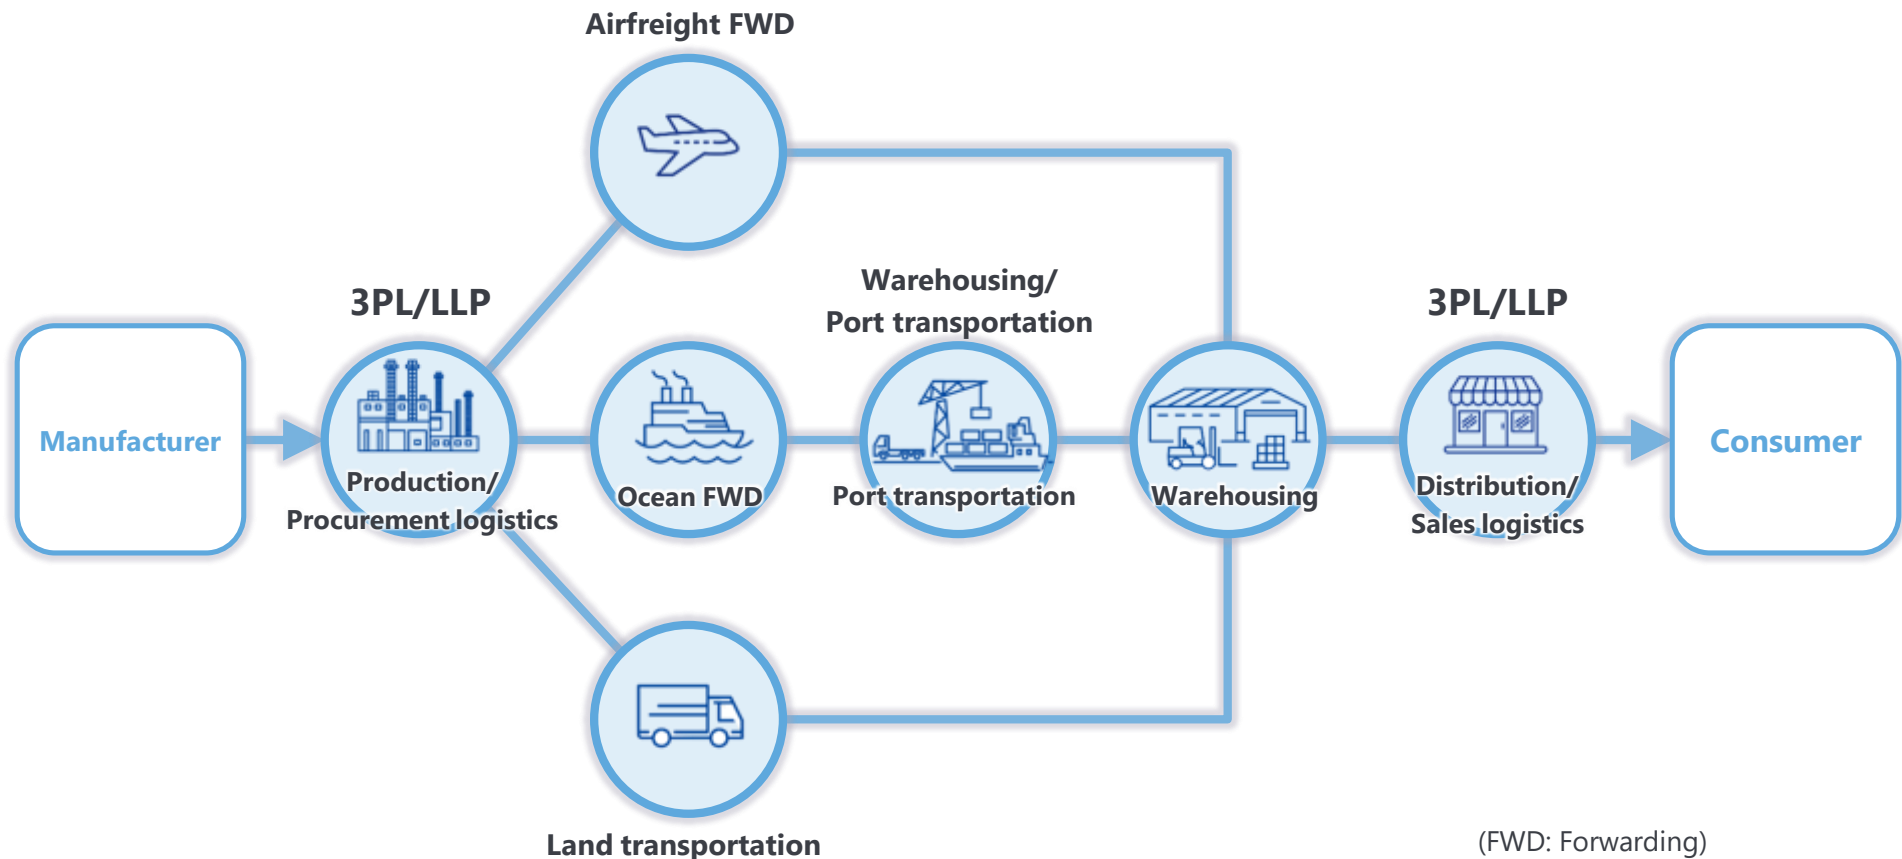 Airfreight FWD
3PL/LLP
Warehousing/
Port transportation
3PL/LLP
Manufacturer
Production/
Procurement logistics
Ocean FWD
Port transportation
Warehousing
Distribution/
Sales logistics
Consumer
Land transportation
(FWD: Forwarding)